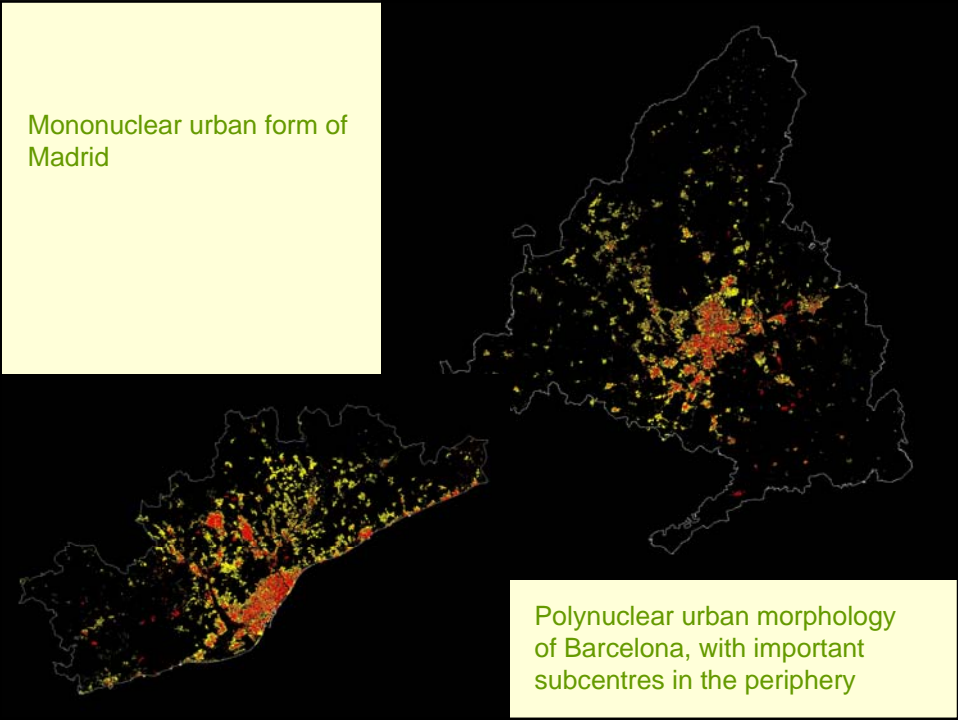 Mononuclear urban form of
Madrid
Polynuclear urban morphology
of Barcelona, with important
subcentres in the periphery